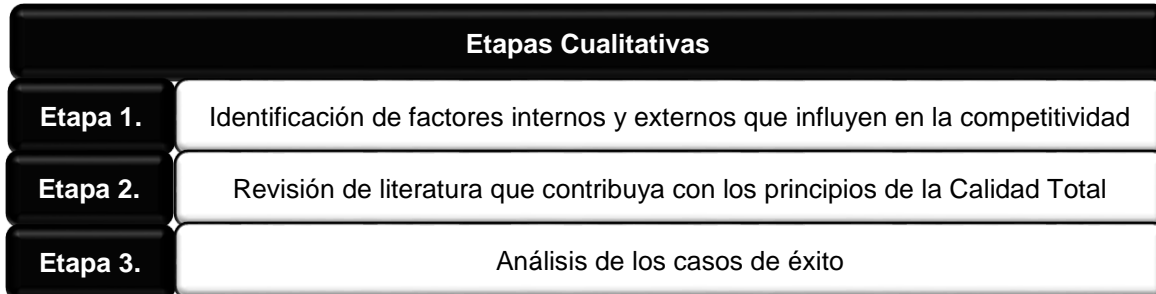 Etapas Cualitativas
Etapa 1. Identificación de factores internos y externos que influyen en la competitividad
Etapa 2. Revisión de literatura que contribuya con los principios de la Calidad Total
Etapa 3. Análisis de los casos de éxito